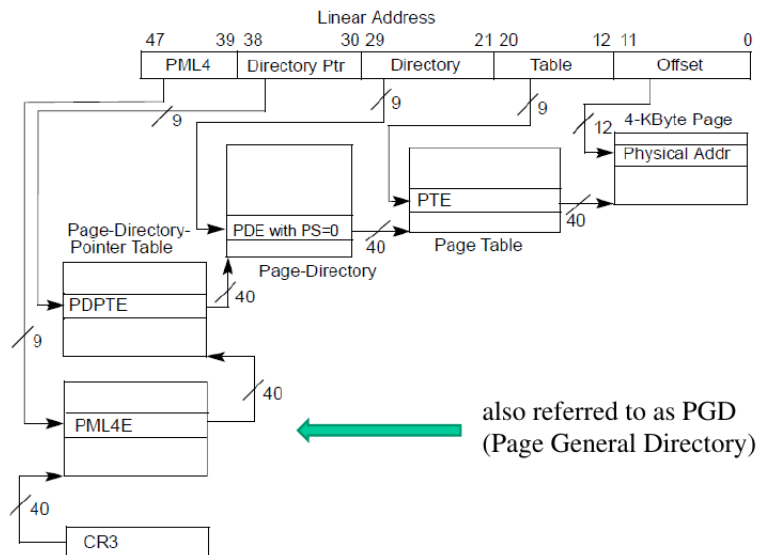 Linear Address
47 39 38 30 29 21 20 12 11 0
PML4 Directory Ptr Directory Table Offset
9
9
9
12
4-KByte Page
Physical Addr
PTE
40
Page Table
PDE with PS=0
40
Page-Directory
Page-Directory-
Pointer Table
PDPTE
40
9
40
PML4E
also referred to as PGD
(Page General Directory)
40
CR3